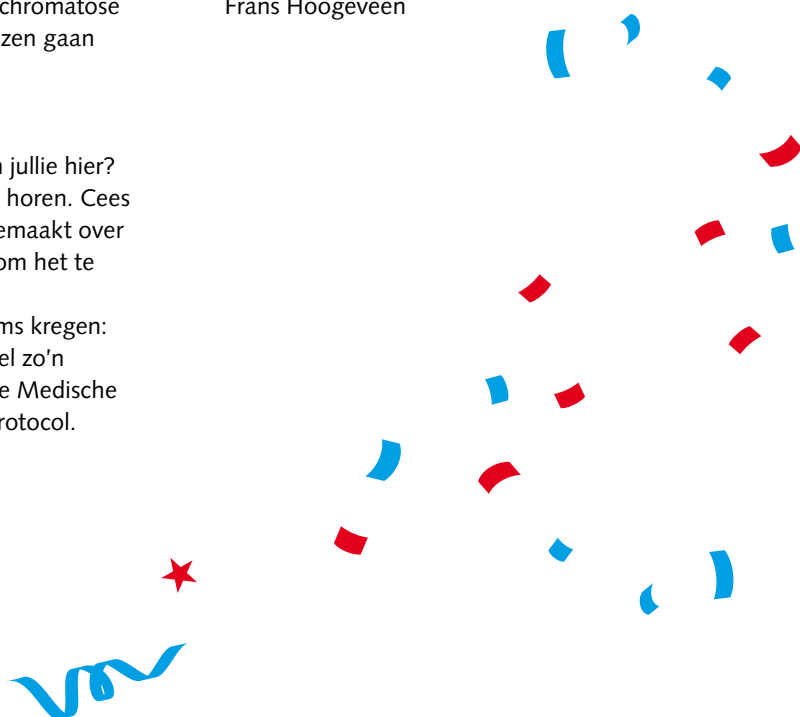 chromatose
zen gaan
jullie hier?
horen. Cees
emaakt over
om het te
ms kregen:
el zo'n
e Medische
rotocol.
Frans Hoogeveen